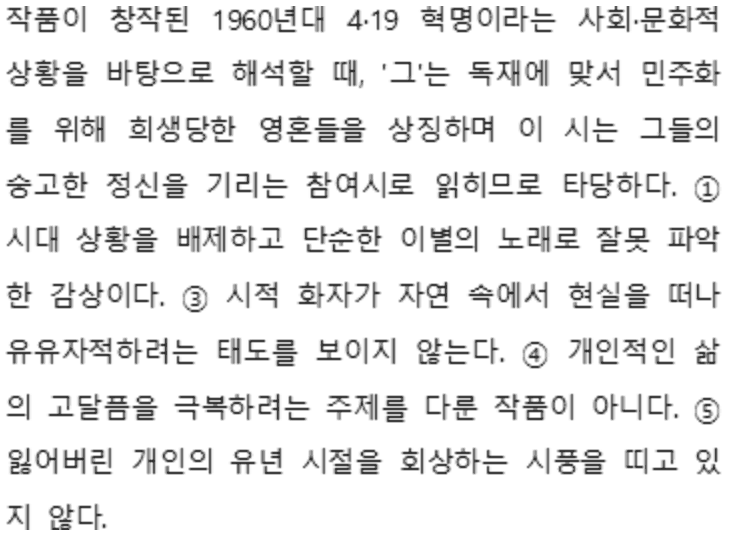 작품이 창작된 1960년대 4·19 혁명이라는 사회·문화적
상황을 바탕으로 해석할 때, '그'는 독재에 맞서 민주화
를 위해 희생당한 영혼들을 상징하며 이 시는 그들의
숭고한 정신을 기리는 참여시로 읽히므로 타당하다. ①
시대 상황을 배제하고 단순한 이별의 노래로 잘못 파악
한 감상이다. ③ 시적 화자가 자연 속에서 현실을 떠나
유유자적하려는 태도를 보이지 않는다. ④ 개인적인 삶
의 고달픔을 극복하려는 주제를 다룬 작품이 아니다. ⑤
잃어버린 개인의 유년 시절을 회상하는 시풍을 띠고 있
지 않다.